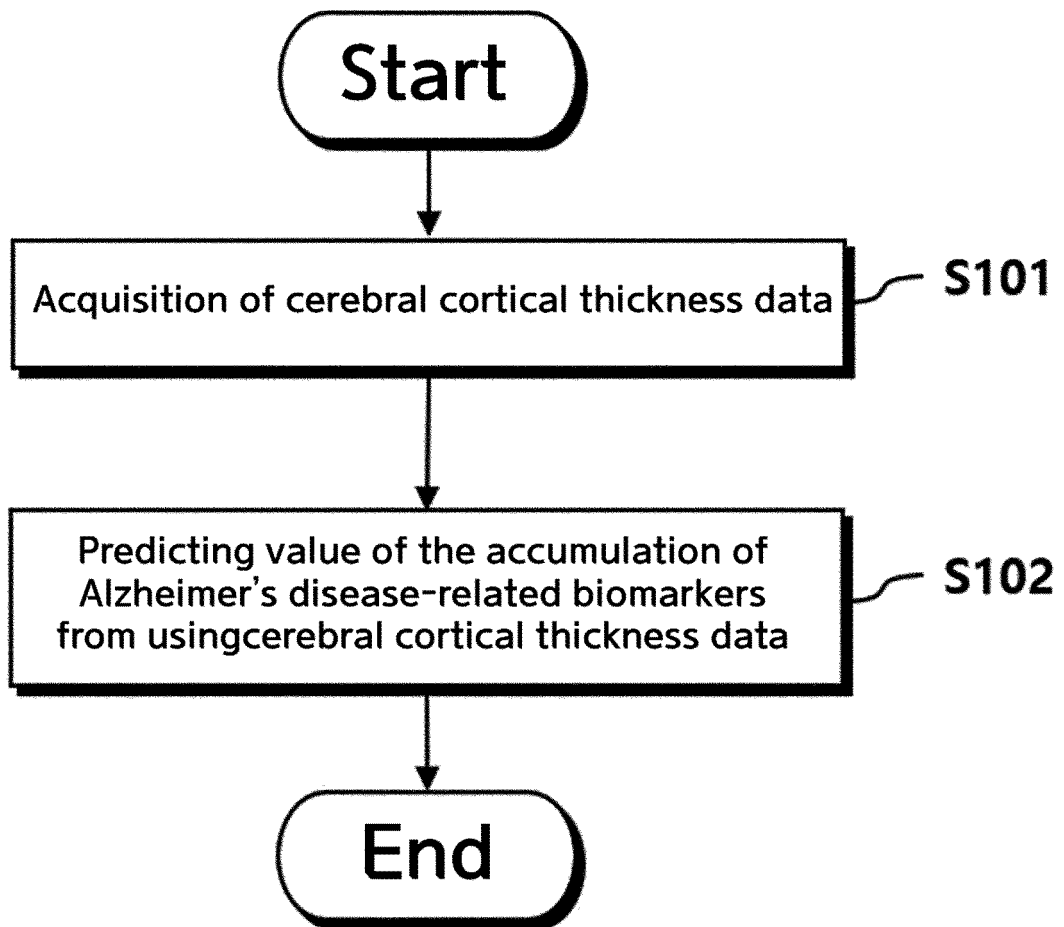 Start
Acquisition of cerebral cortical thickness data
S101
Predicting value of the accumulation of
Alzheimer's disease-related biomarkers
from usingcerebral cortical thickness data
S102
End